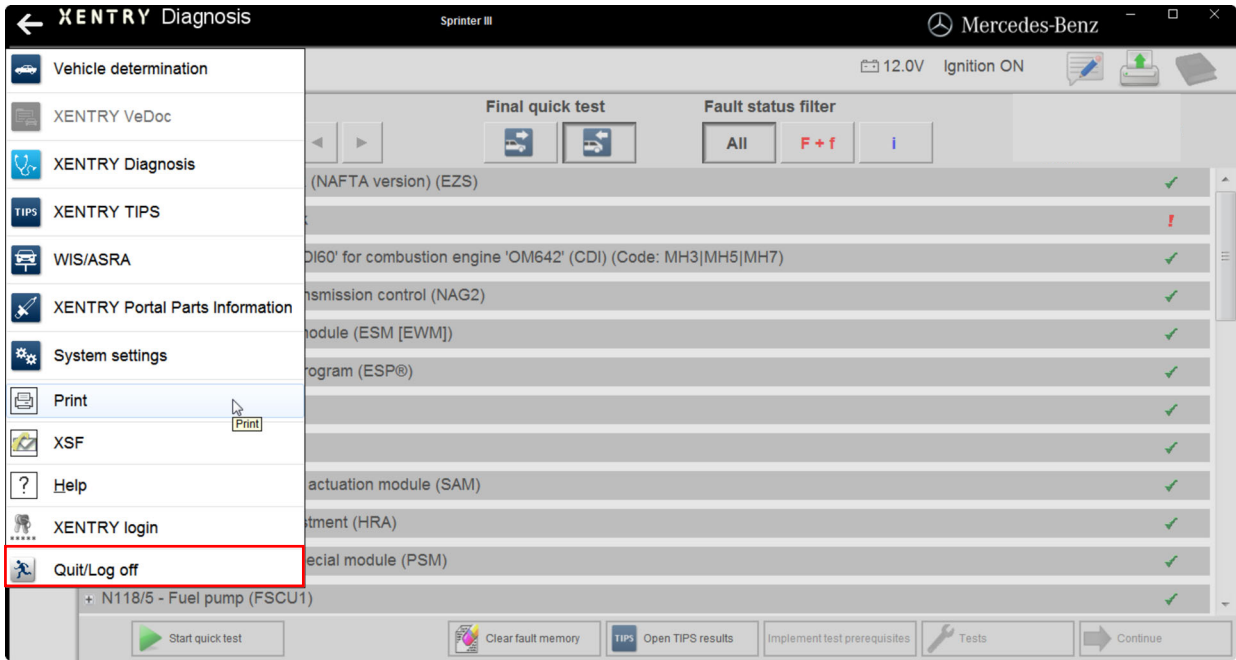 XENTRY Diagnosis
Sprinter III
Mercedes-Benz
Vehicle determination
12.0V
Ignition ON
XENTRY VeDoc
Final quick test
Fault status filter
All
F + f
i
XENTRY Diagnosis
(NAFTA version) (EZS)
✓
TIPS
XENTRY TIPS
!
WIS/ASRA
DI60' for combustion engine 'OM642' (CDI) (Code: MH3|MH5|MH7)
✓
XENTRY Portal Parts Information
nsmission control (NAG2)
✓
System settings
nodule (ESM [EWM])
✓
rogram (ESP®)
✓
Print
Print
✓
XSF
✓
? Help
actuation module (SAM)
✓
XENTRY login
stment (HRA)
✓
Quit/Log off
ecial module (PSM)
✓
+ N118/5 - Fuel pump (FSCU1)
✓
Start quick test
Clear fault memory
TIPS
Open TIPS results
Implement test prerequisites
Tests
Continue